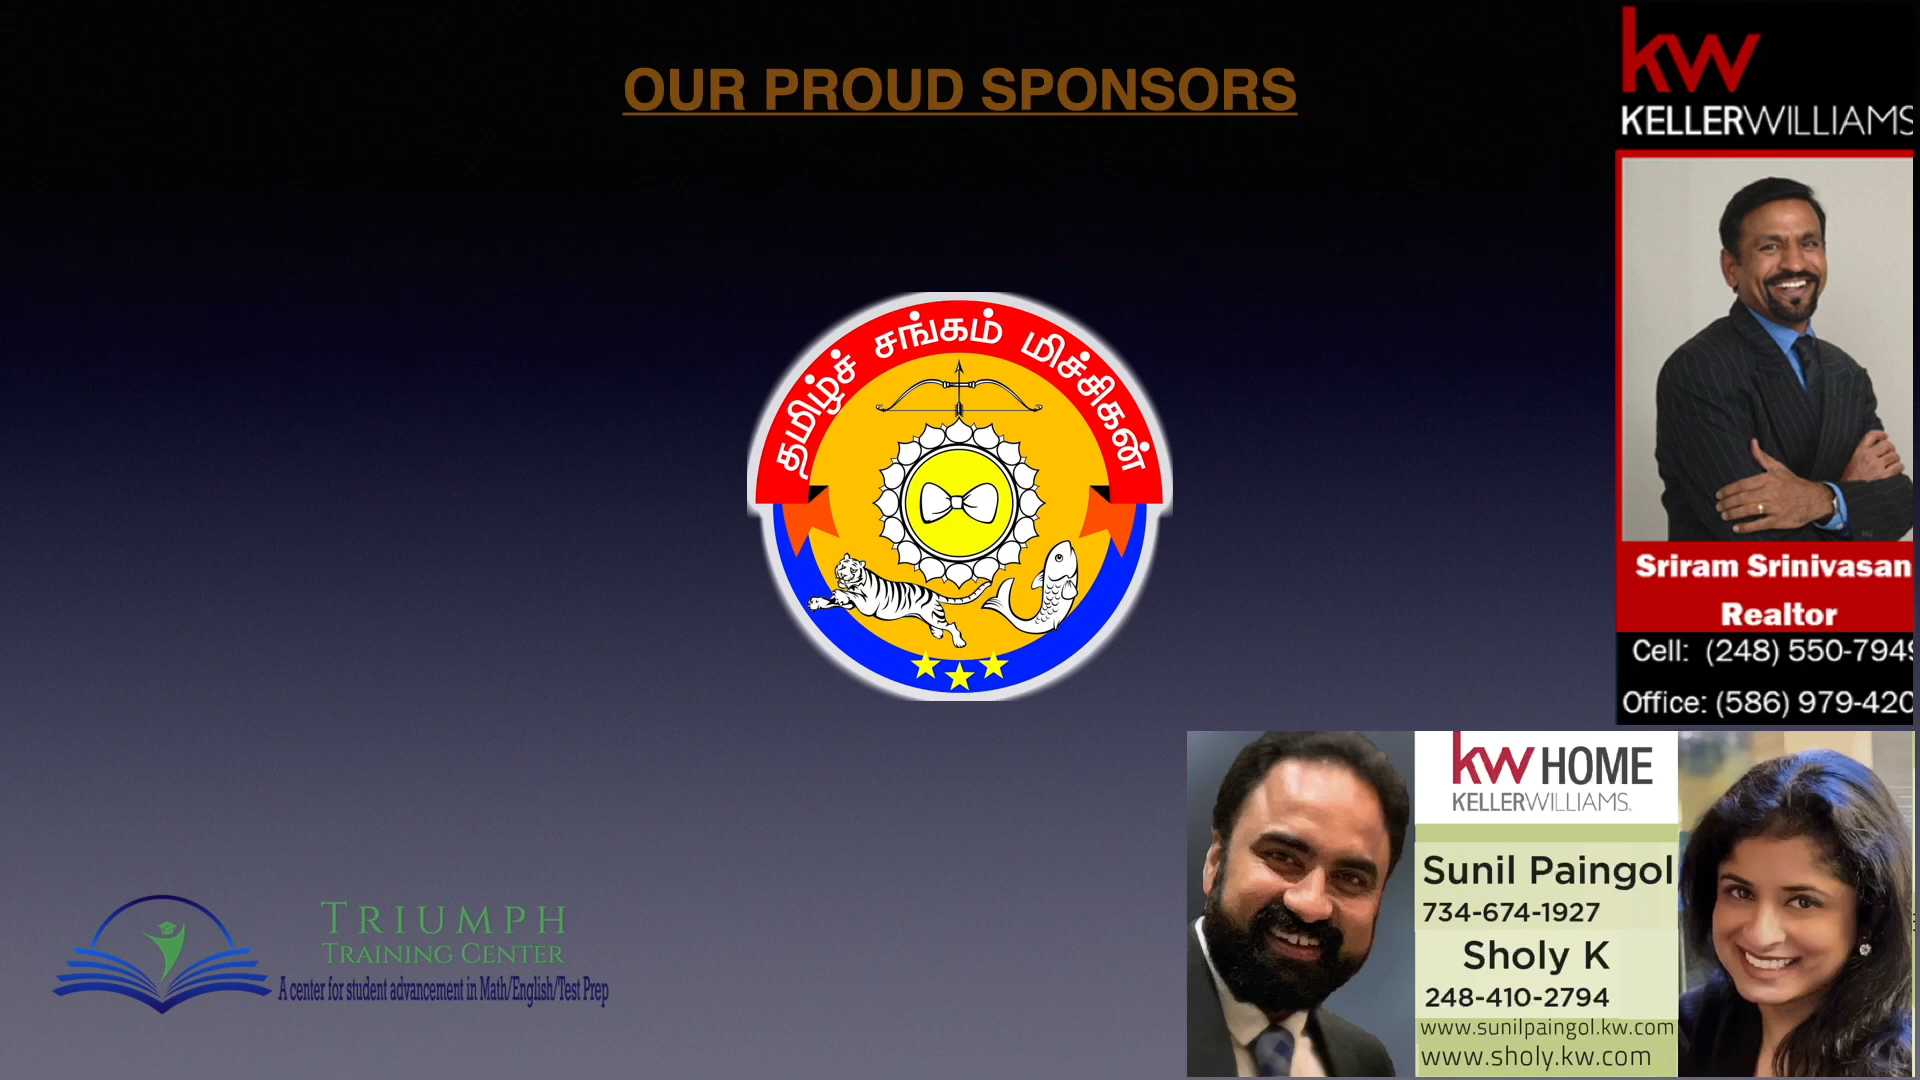 OUR PROUD SPONSORS
kw
KELLERWILLIAMS
Sriram Srinivasan
Realtor
Cell: (248) 550-7949
Office: (586) 979-420
தமிழ்ச் சங்கம் மிச்சிகன்
kw HOME
KELLERWILLIAMS.
Sunil Paingol
734-674-1927
Sholy K
248-410-2794
www.sunilpaingol.kw.com
www.sholy.kw.com
TRIUMPH
TRAINING CENTER
A center for student advancement in Math/English/Test Prep